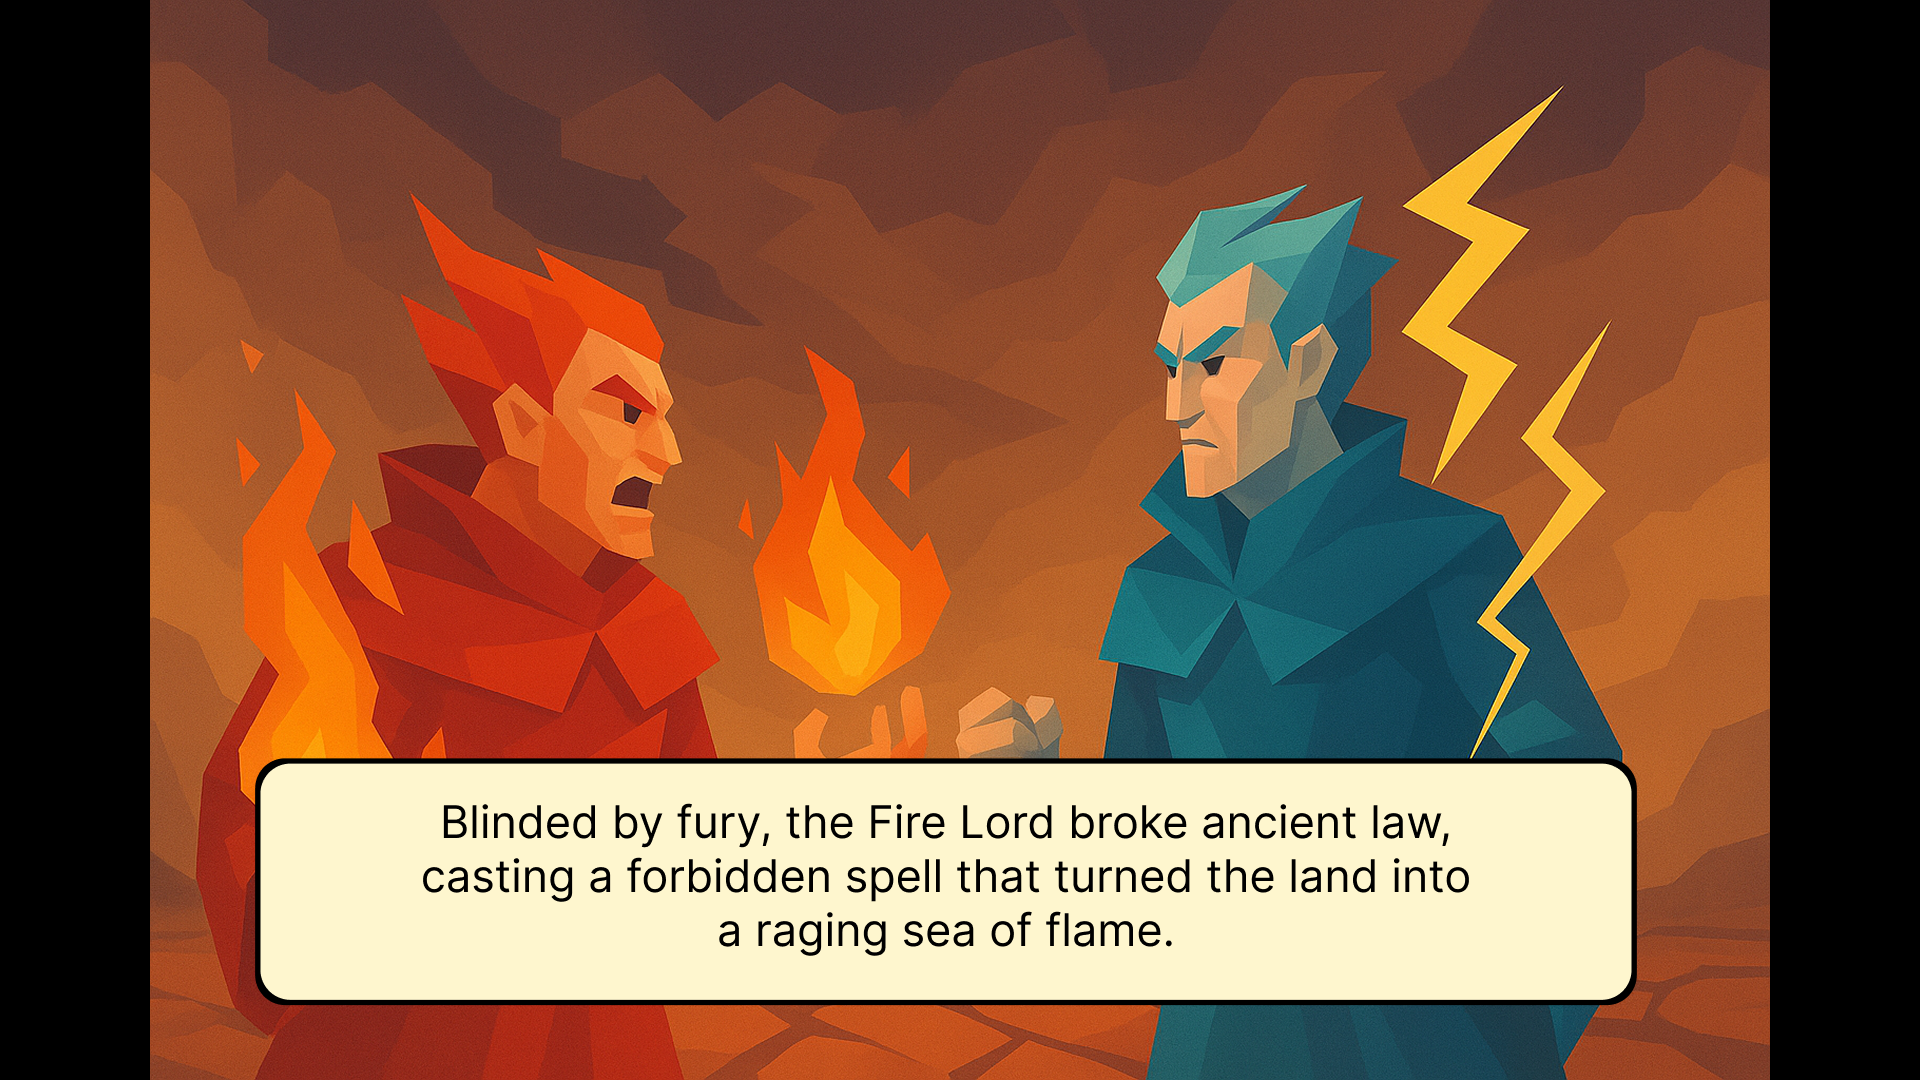 Blinded by fury, the Fire Lord broke ancient law,
casting a forbidden spell that turned the land into
a raging sea of flame.